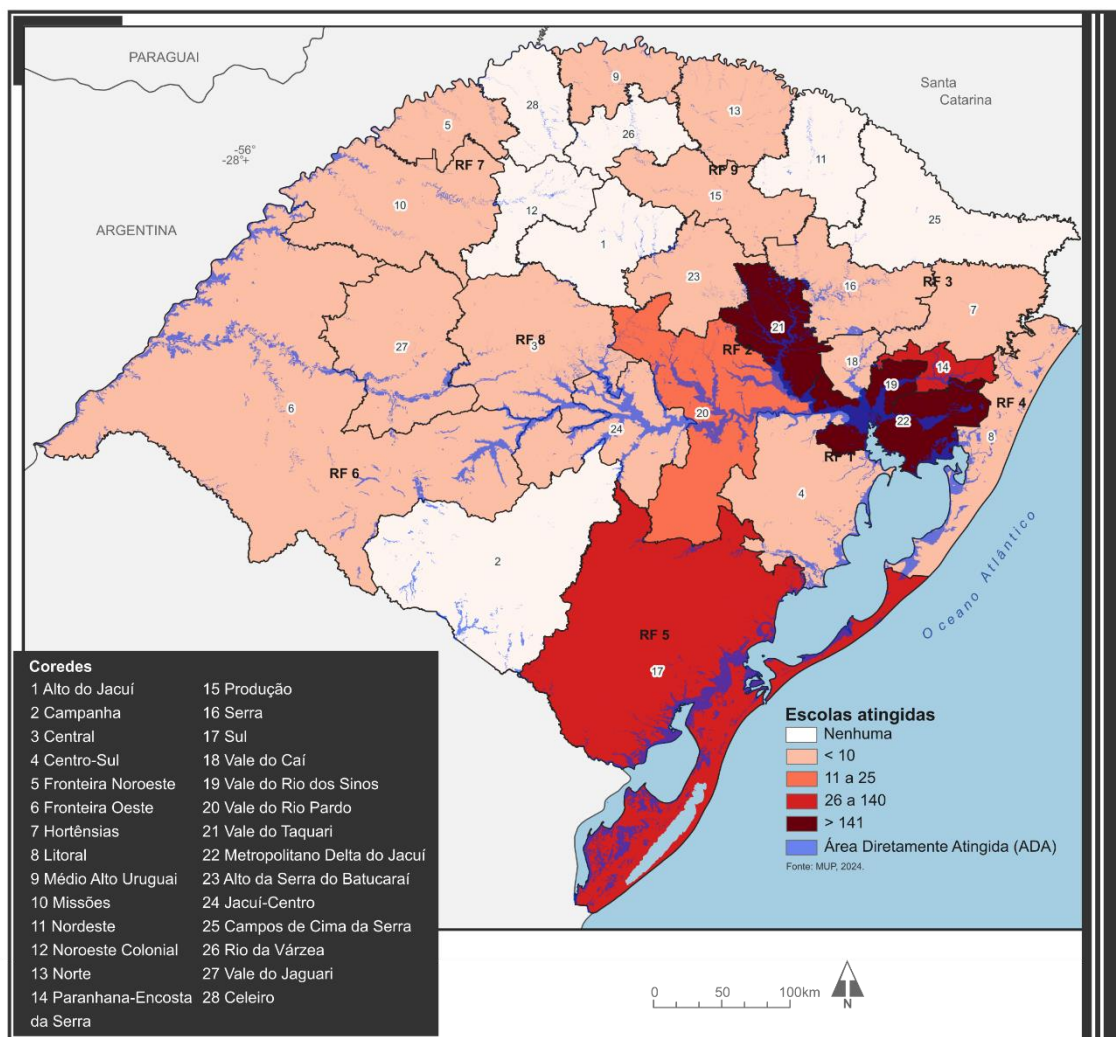 PARAGUAI
Santa
Catarina
-56°
-28°+
ARGENTINA
9
28
13
5
26
11
RF 7
RF 9
15
10
12
25
1
23
16
RF 3
7
21
RF 8
3
RF 2
18
27
14
19
RF 4
6
20
22
24
8
RF 1
RF 6
4
2
Oceano Atlântico
RF 5
17
Coredes
1 Alto do Jacuí
2 Campanha
3 Central
4 Centro-Sul
5 Fronteira Noroeste
6 Fronteira Oeste
7 Hortênsias
8 Litoral
9 Médio Alto Uruguai
10 Missões
11 Nordeste
12 Noroeste Colonial
13 Norte
14 Paranhana-Encosta
da Serra
15 Produção
16 Serra
17 Sul
18 Vale do Caí
19 Vale do Rio dos Sinos
20 Vale do Rio Pardo
21 Vale do Taquari
22 Metropolitano Delta do Jacuí
23 Alto da Serra do Batucaraí
24 Jacuí-Centro
25 Campos de Cima da Serra
26 Rio da Várzea
27 Vale do Jaguari
28 Celeiro
Escolas atingidas
Nenhuma
< 10
11 a 25
26 a 140
> 141
Área Diretamente Atingida (ADA)
Fonte: MUP, 2024.
0 50 100km
N